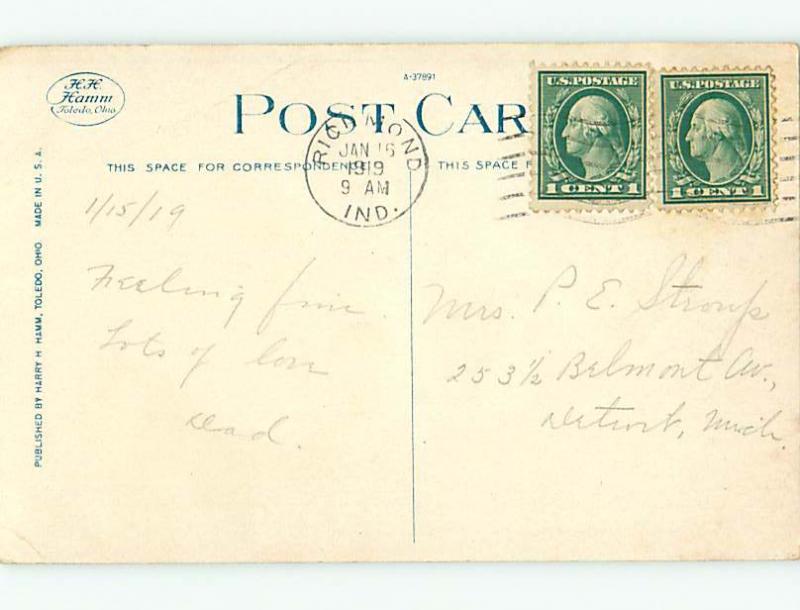 H.H.
Hamm
Toledo, Ohio
A-37891
POST CAR
THIS SPACE FOR CORRESPONDENCE
THIS SPACE F
RICHMOND
JAN 16
1919
9 AM
IND.
U.S. POSTAGE
1 CENT 1
U.S. POSTAGE
1 CENT 1
PUBLISHED BY HARRY H HAMM, TOLEDO, OHIO. MADE IN U.S.A.
1/15/19
Feeling fine.
Lots of love
Dad.
Mrs. P. E. Stroup
253 1/2 Belmont Av.,
Detroit, Mich.